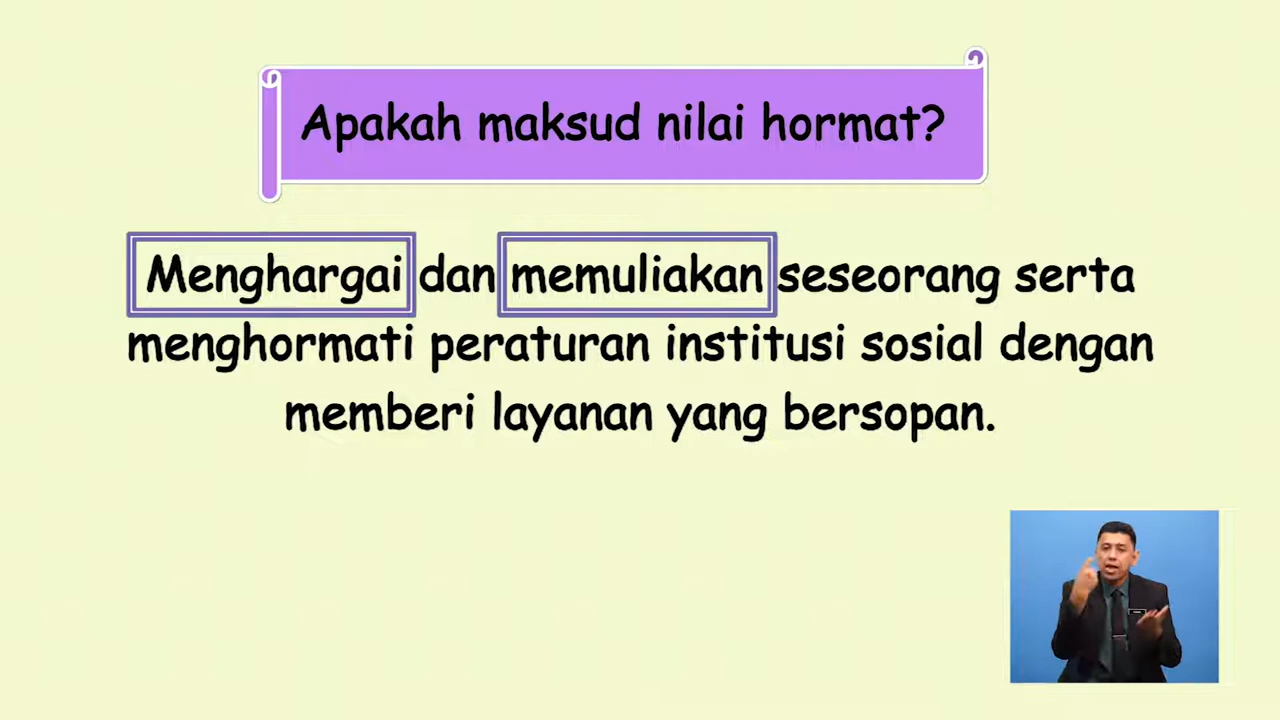 Apakah maksud nilai hormat?
Menghargai dan memuliakan seseorang serta
menghormati peraturan institusi sosial dengan
memberi layanan yang bersopan.